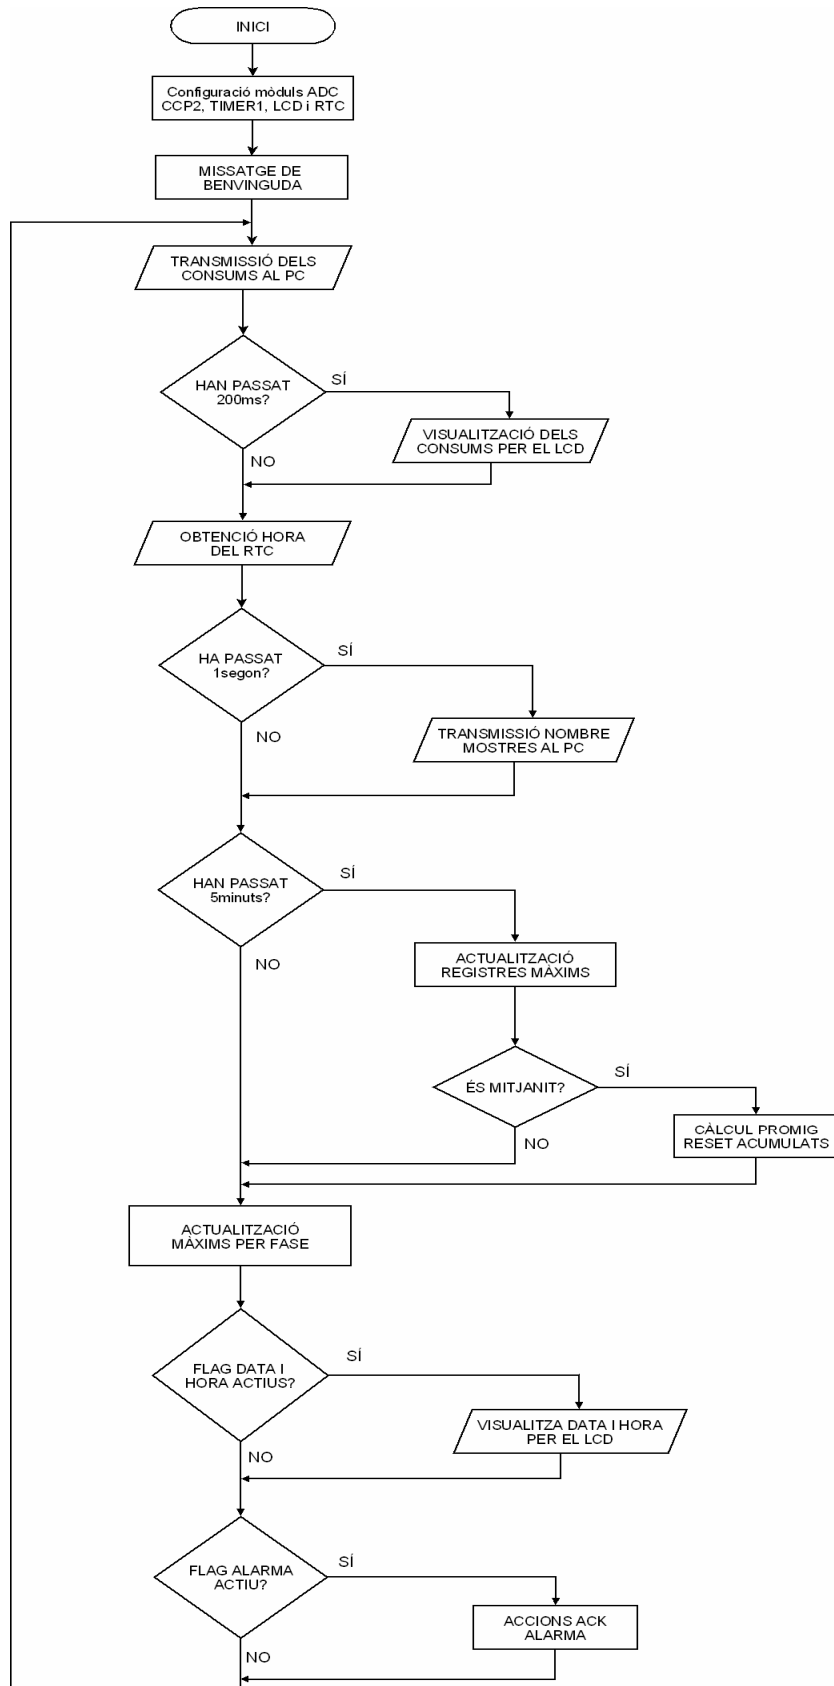 INICI
Configuració mòduls ADC
CCP2, TIMER1, LCD i RTC
MISSATGE DE
BENVINGUDA
TRANSMISSIÓ DELS
CONSUMS AL PC
HAN PASSAT
200ms?
SÍ
VISUALITZACIÓ DELS
CONSUMS PER EL LCD
NO
OBTENCIÓ HORA
DEL RTC
HA PASSAT
1segon?
SÍ
TRANSMISSIÓ NOMBRE
MOSTRES AL PC
NO
HAN PASSAT
5minuts?
SÍ
ACTUALITZACIÓ
REGISTRES MÀXIMS
NO
ÉS MITJANIT?
SÍ
CÀLCUL PROMIG
RESET ACUMULATS
NO
ACTUALITZACIÓ
MÀXIMS PER FASE
FLAG DATA I
HORA ACTIUS?
SÍ
VISUALITZA DATA I HORA
PER EL LCD
NO
FLAG ALARMA
ACTIU?
SÍ
ACCIONS ACK
ALARMA
NO